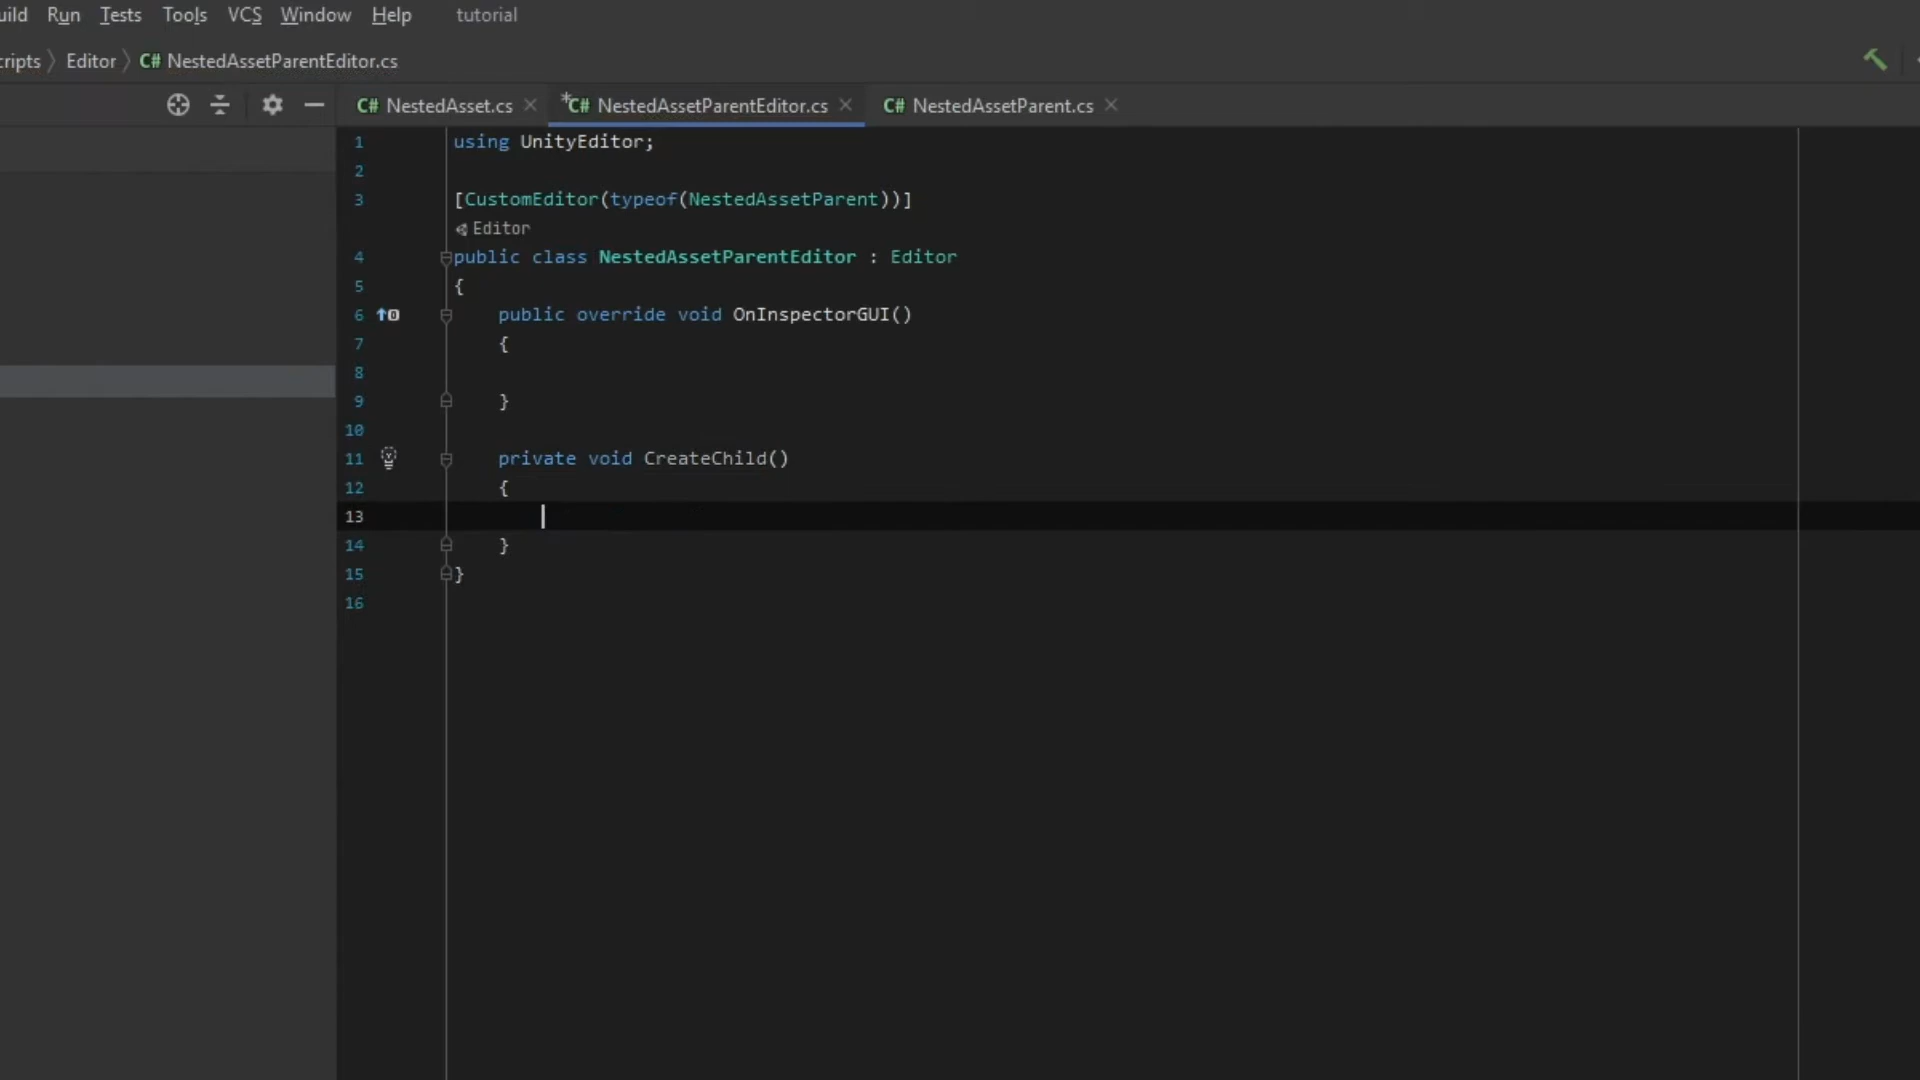 uild Run Tests Tools VCS Window Help tutorial
cripts 〉 Editor 〉 C# NestedAssetParentEditor.cs
C# NestedAsset.cs × *C# NestedAssetParentEditor.cs × C# NestedAssetParent.cs ×
1 using UnityEditor;
2
3 [CustomEditor(typeof(NestedAssetParent))]
Editor
4 public class NestedAssetParentEditor : Editor
5 {
6 public override void OnInspectorGUI()
7 {
8
9 }
10
11 private void CreateChild()
12 {
13
14 }
15 }
16